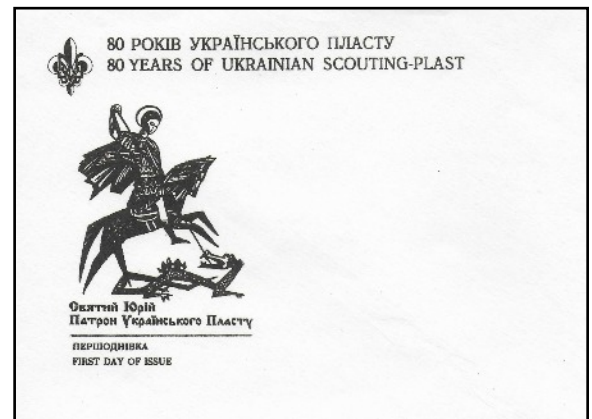 80 РОКІВ УКРАЇНСЬКОГО ПЛАСТУ
80 YEARS OF UKRAINIAN SCOUTING-PLAST
Святий Юрій
Патрон Українського Пласту
ПЕРШОДНІВКА
FIRST DAY OF ISSUE